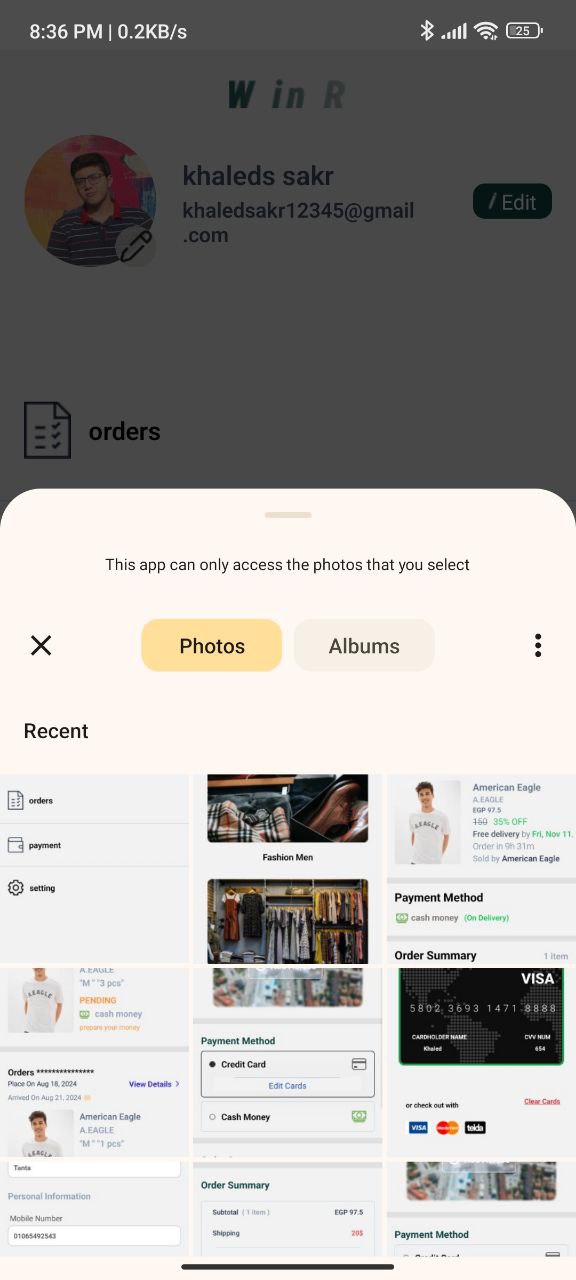 8:36 PM | 0.2KB/s
25
W in R
khaleds sakr
khaledsakr12345@gmail
.com
Edit
orders
This app can only access the photos that you select
Photos
Albums
Recent
orders
payment
setting
Fashion Men
American Eagle
A.EAGLE
EGP 97.5
150 35% OFF
Free delivery by Fri, Nov 11.
Order in 9h 31m
Sold by American Eagle
Payment Method
cash money (On Delivery)
Order Summary 1 item
A.EAGLE
"M" "3 pcs"
PENDING
cash money
prepare your money
Orders ***************
Place On Aug 18, 2024 View Details >
Arrived On Aug 21, 2024
American Eagle
A.EAGLE
"M" "1 pcs"
Payment Method
Credit Card
Edit Cards
Cash Money
VISA
5802 3693 1471 8888
CARDHOLDER NAME CVV NUM
Khaled 654
or check out with Clear Cards
VISA MasterCard telda
Tanta
Personal Information
Mobile Number
01065492543
Order Summary
Subtotal ( 1 item ) EGP 97.5
Shipping 20$
Payment Method
Credit Card